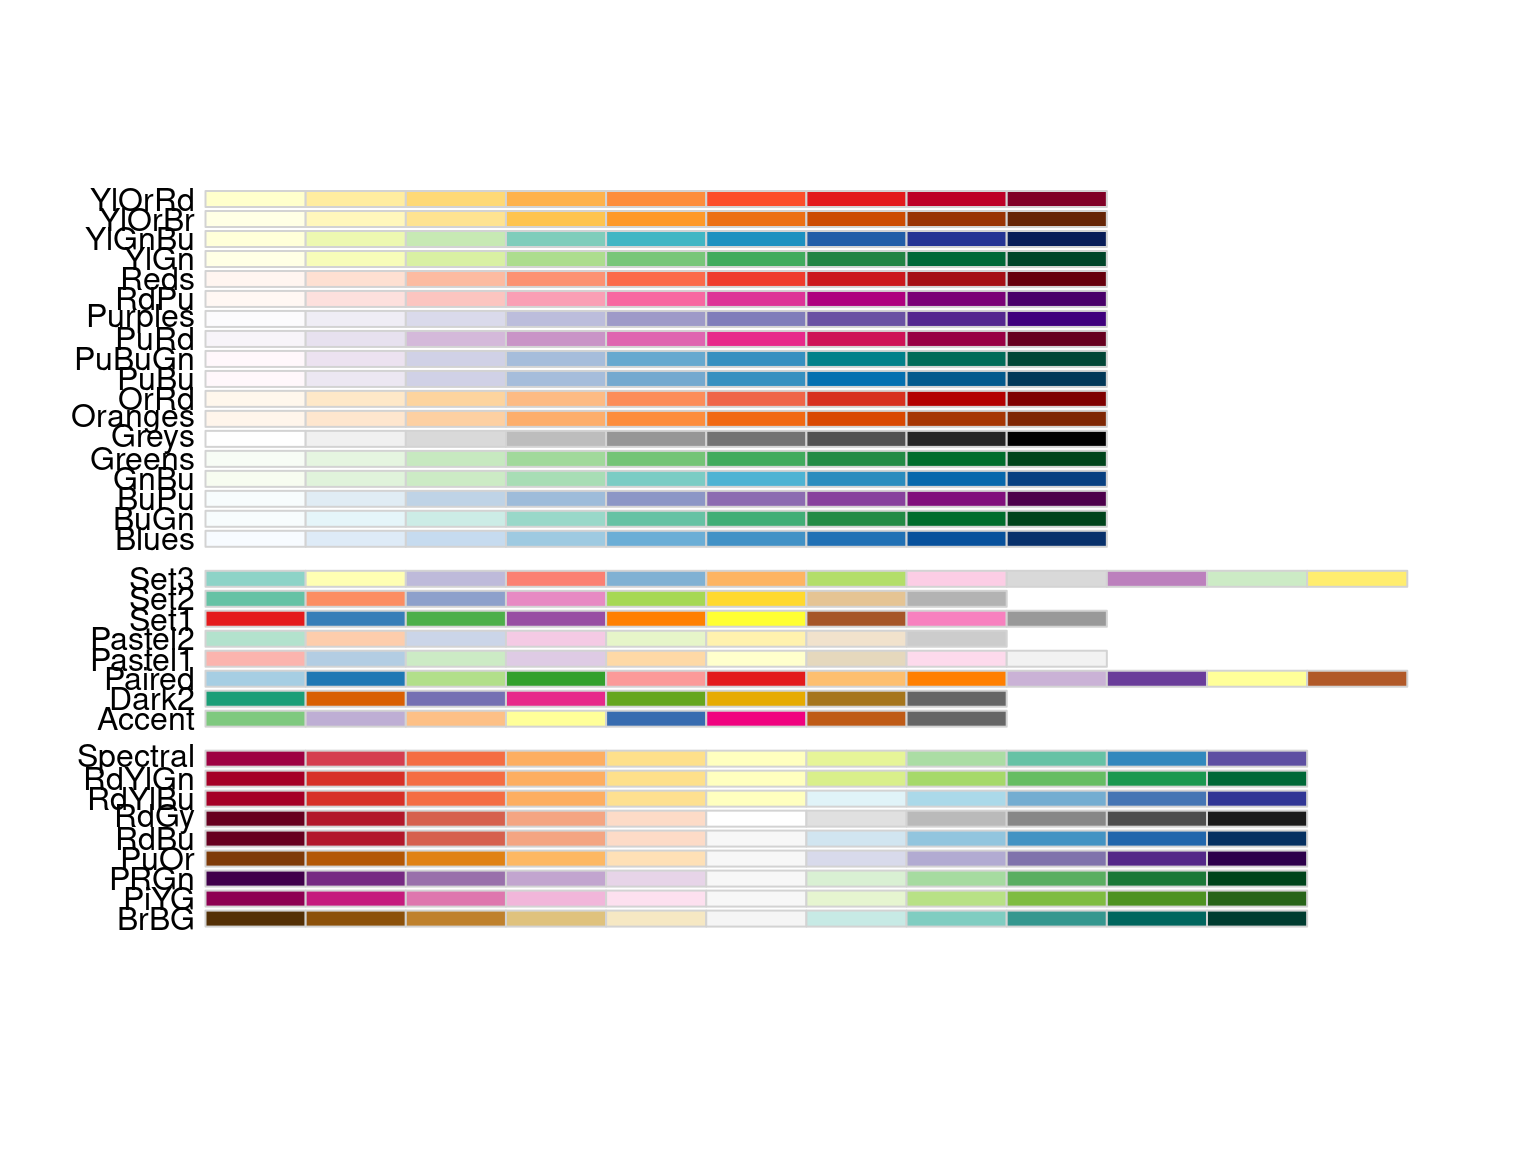 YlOrRd
YlOrBr
YlGnBu
YlGn
Reds
RdPu
Purples
PuRd
PuBuGn
PuBu
OrRd
Oranges
Greys
Greens
GnBu
BuPu
BuGn
Blues
Set3
Set2
Set1
Pastel2
Pastel1
Paired
Dark2
Accent
Spectral
RdYlGn
RdYlBu
RdGy
RdBu
PuOr
PRGn
PiYG
BrBG